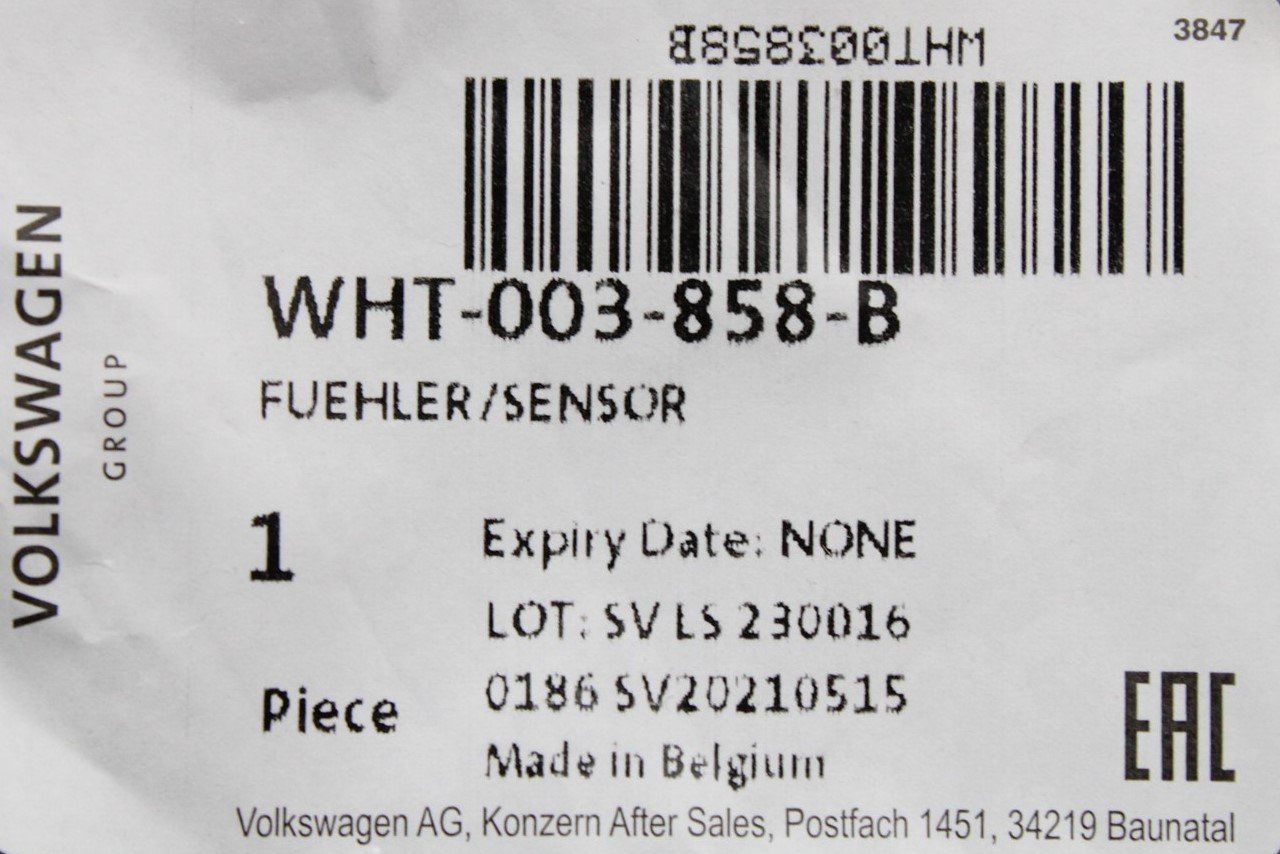 3847
WHT003858B
WHT-003-858-B
FUEHLER/SENSOR
1
Expiry Date: NONE
LOT: SV LS 230016
0186 SV20210515
Piece
Made in Belgium
EAC
Volkswagen AG, Konzern After Sales, Postfach 1451, 34219 Baunatal
VOLKSWAGEN
GROUP